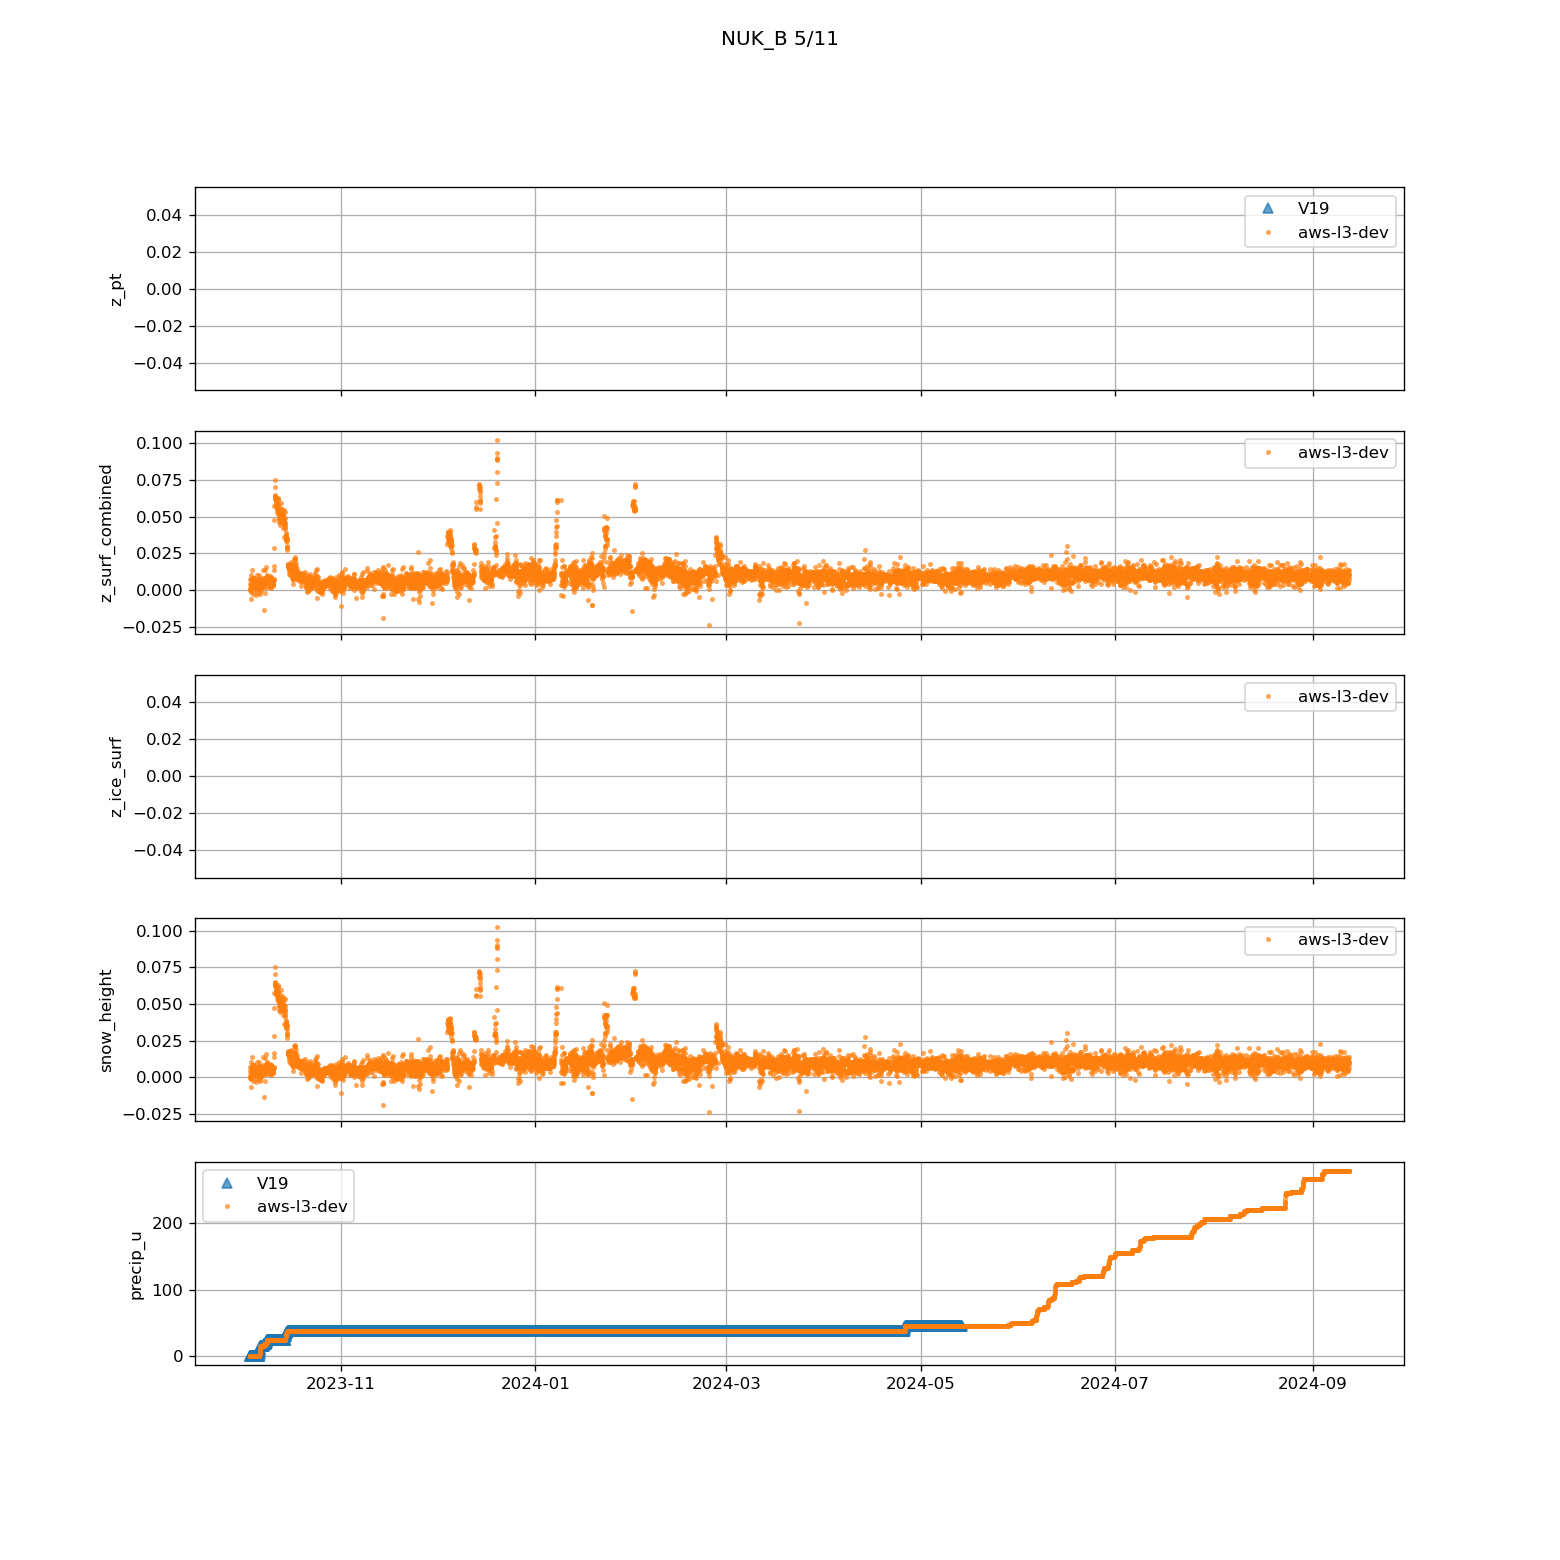 NUK_B 5/11
z_pt
0.04
0.02
0.00
−0.02
−0.04
V19
aws-l3-dev
z_surf_combined
0.100
0.075
0.050
0.025
0.000
−0.025
aws-l3-dev
z_ice_surf
0.04
0.02
0.00
−0.02
−0.04
aws-l3-dev
snow_height
0.100
0.075
0.050
0.025
0.000
−0.025
aws-l3-dev
precip_u
200
100
0
V19
aws-l3-dev
2023-11 2024-01 2024-03 2024-05 2024-07 2024-09